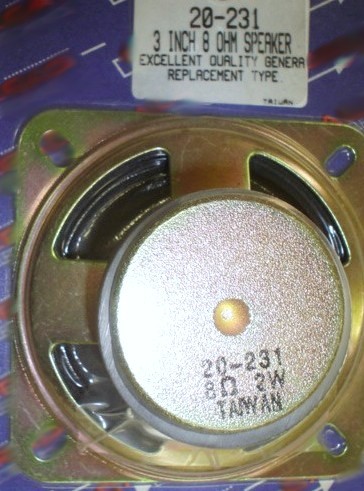 20-231
3 INCH 8 OHM SPEAKER
EXCELLENT QUALITY GENERA
REPLACEMENT TYPE
TAIWAN
20-231
8Ω 2W
TAIWAN